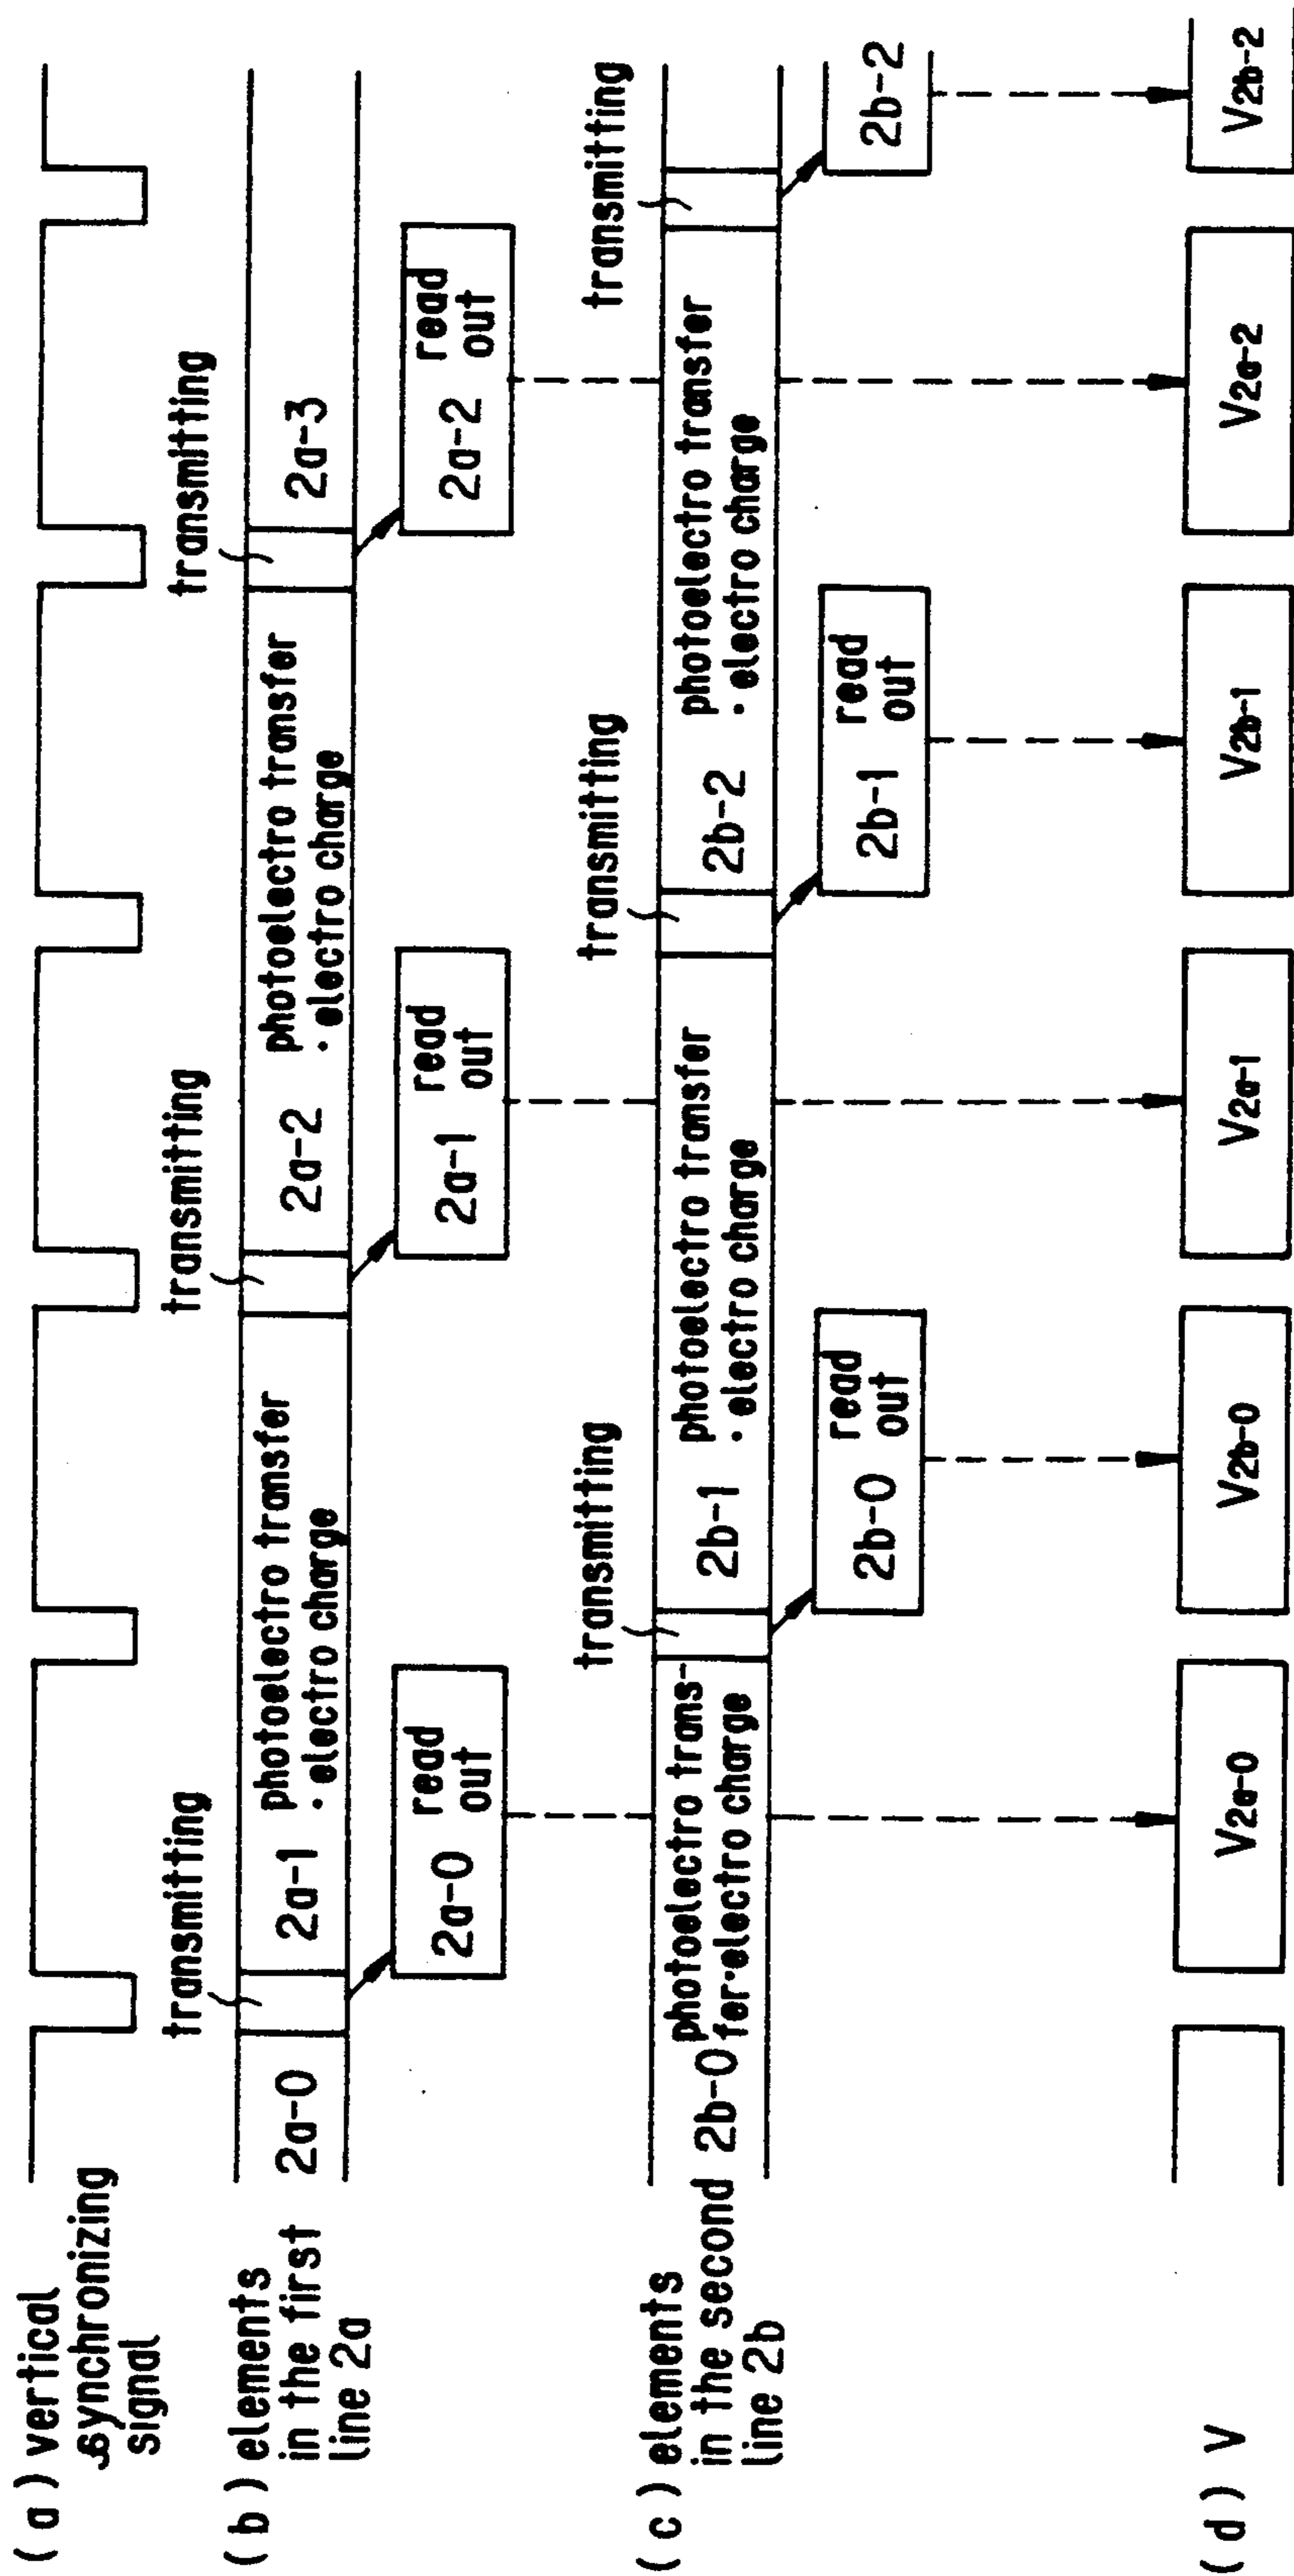 ( a ) vertical
synchronizing
signal
transmitting
transmitting
transmitting
( b ) elements
in the first
line 2a
2a-0
2a-1
photoelectro transfer
· electro charge
2a-2
photoelectro transfer
· electro charge
2a-3
2a-0
read
out
2a-1
read
out
2a-2
read
out
transmitting
transmitting
transmitting
( c ) elements
in the second
line 2b
2b-0
photoelectro trans-
fer·electro charge
2b-1
photoelectro transfer
· electro charge
2b-2
photoelectro transfer
· electro charge
2b-0
read
out
2b-1
read
out
2b-2
( d ) V
V2a-0
V2b-0
V2a-1
V2b-1
V2a-2
V2b-2